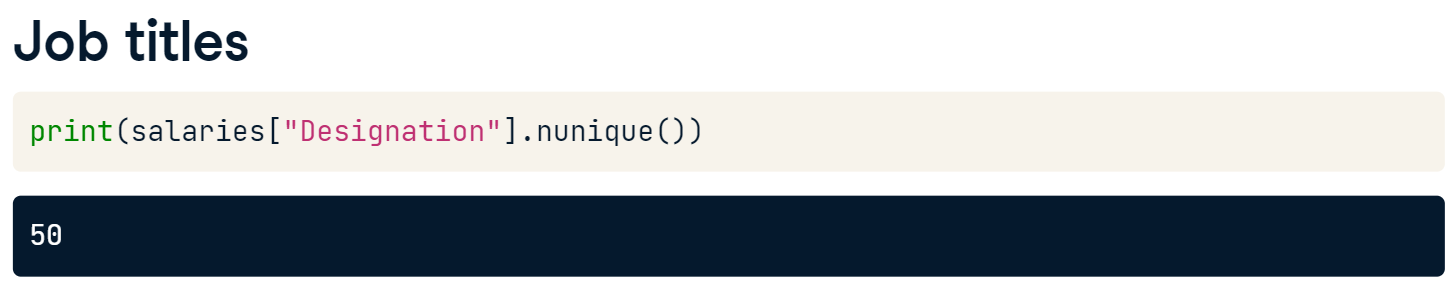 Job titles
print(salaries["Designation"].nunique())
50